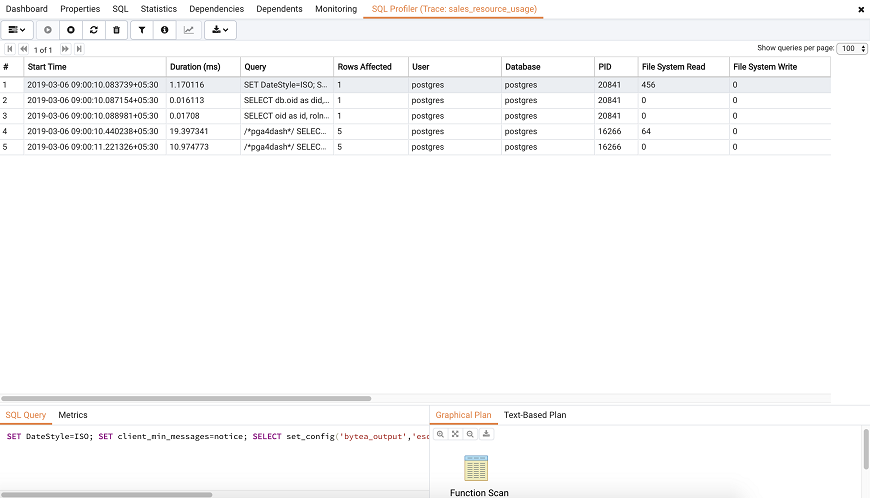 Dashboard Properties SQL Statistics Dependencies Dependents Monitoring SQL Profiler (Trace: sales_resource_usage)
1 of 1 Show queries per page: 100
# Start Time Duration (ms) Query Rows Affected User Database PID File System Read File System Write
1 2019-03-06 09:00:10.083739+05:30 1.170116 SET DateStyle=ISO; S... 1 postgres postgres 20841 456 0
2 2019-03-06 09:00:10.087154+05:30 0.016113 SELECT db.oid as did,... 1 postgres postgres 20841 0 0
3 2019-03-06 09:00:10.088981+05:30 0.01708 SELECT oid as id, roln... 1 postgres postgres 20841 0 0
4 2019-03-06 09:00:10.440238+05:30 19.397341 /*pga4dash*/ SELEC... 5 postgres postgres 16266 64 0
5 2019-03-06 09:00:11.221326+05:30 10.974773 /*pga4dash*/ SELEC... 5 postgres postgres 16266 0 0
SQL Query Metrics Graphical Plan Text-Based Plan
SET DateStyle=ISO; SET client_min_messages=notice; SELECT set_config('bytea_output','esc
Function Scan